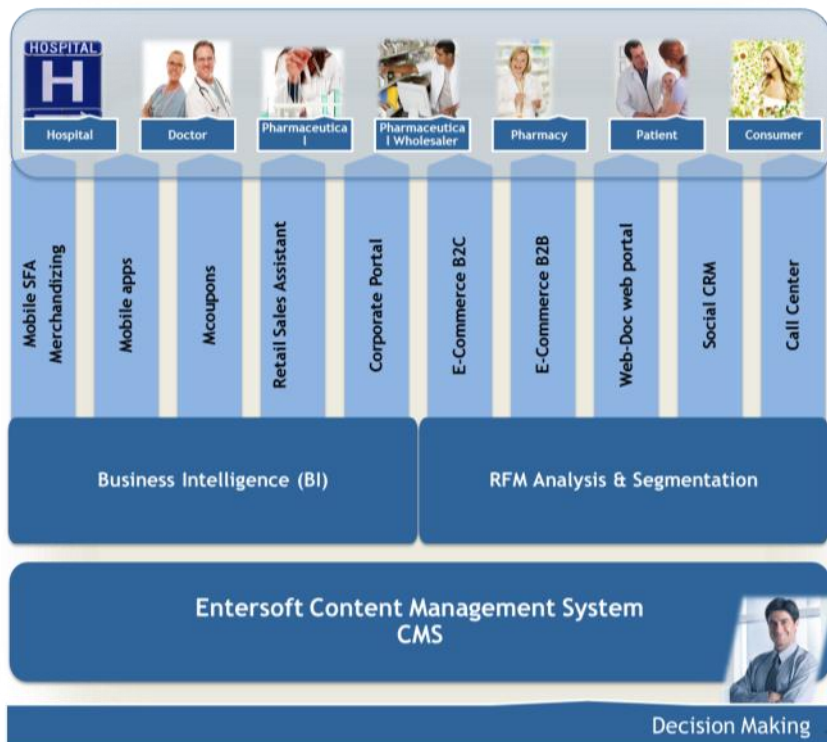 HOSPITAL
H
Hospital
Doctor
Pharmaceutica
l
Pharmaceutica
l Wholesaler
Pharmacy
Patient
Consumer
Mobile SFA
Merchandizing
Mobile apps
Mcoupons
Retail Sales Assistant
Corporate Portal
E-Commerce B2C
E-Commerce B2B
Web-Doc web portal
Social CRM
Call Center
Business Intelligence (BI)
RFM Analysis & Segmentation
Entersoft Content Management System
CMS
Decision Making